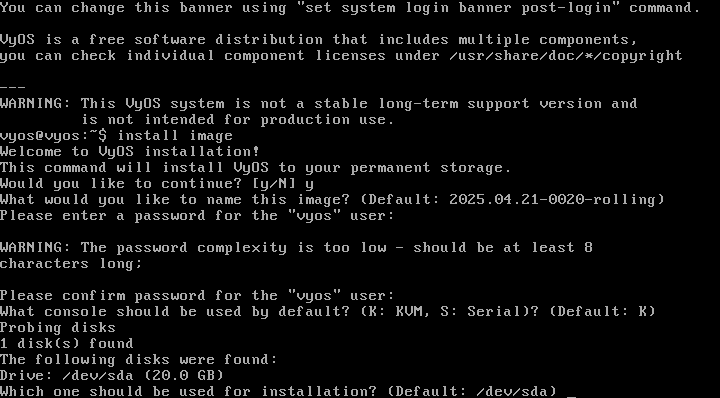 You can change this banner using "set system login banner post-login" command.
VyOS is a free software distribution that includes multiple components,
you can check individual component licenses under /usr/share/doc/*/copyright
---
WARNING: This VyOS system is not a stable long-term support version and
is not intended for production use.
vyos@vyos:~$ install image
Welcome to VyOS installation!
This command will install VyOS to your permanent storage.
Would you like to continue? [y/N] y
What would you like to name this image? (Default: 2025.04.21-0020-rolling)
Please enter a password for the "vyos" user:
WARNING: The password complexity is too low - should be at least 8
characters long;
Please confirm password for the "vyos" user:
What console should be used by default? (K: KVM, S: Serial)? (Default: K)
Probing disks
1 disk(s) found
The following disks were found:
Drive: /dev/sda (20.0 GB)
Which one should be used for installation? (Default: /dev/sda) _